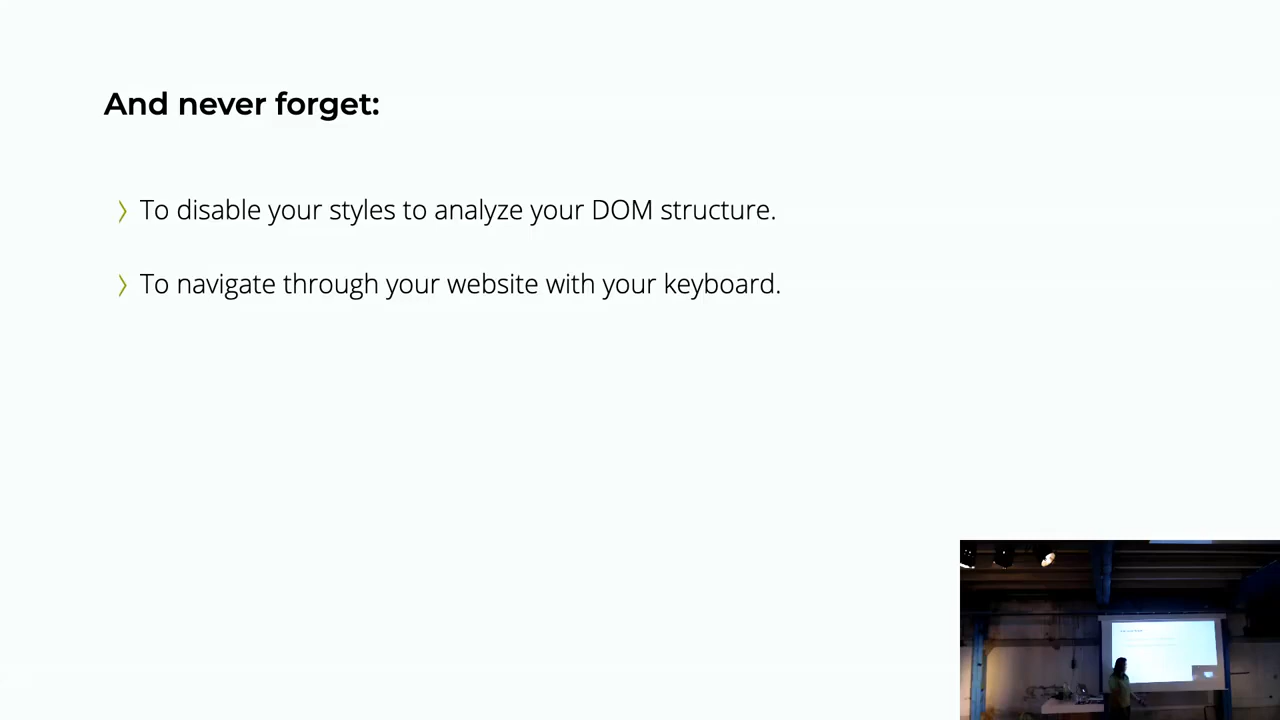 And never forget:
To disable your styles to analyze your DOM structure.
To navigate through your website with your keyboard.